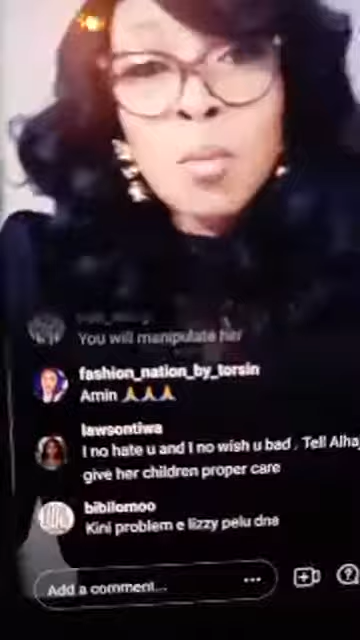 You will manipulate her
fashion_nation_by_torsin
Amin 🙏🙏🙏
lawsontiwa
I no hate u and I no wish u bad . Tell Alha
give her children proper care
biblilomoo
Kini problem e lizzy pelu dna
Add a comment...